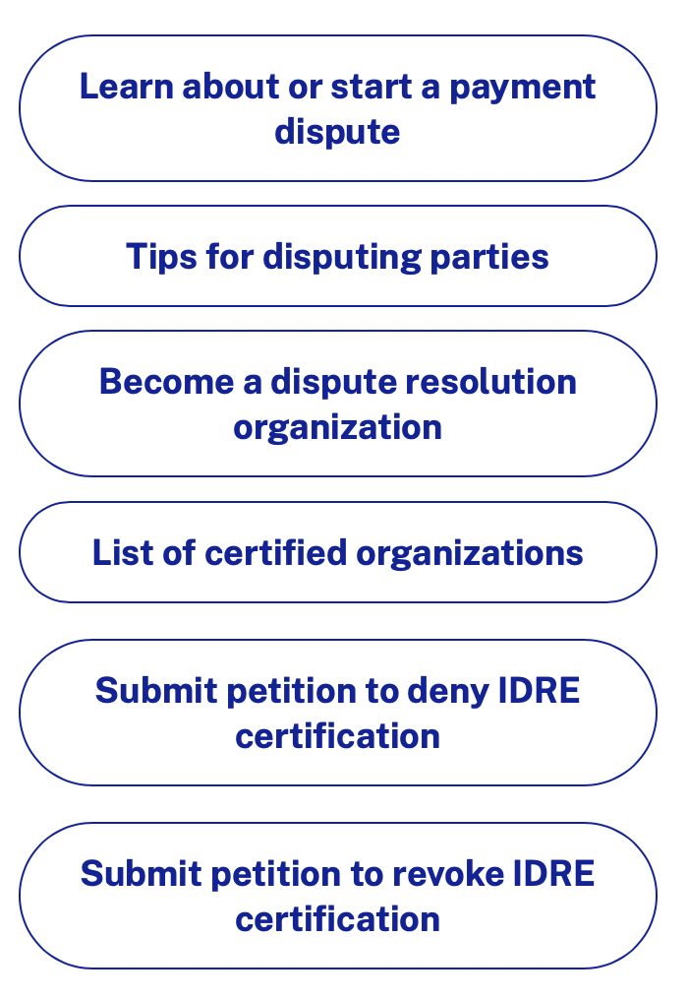 Learn about or start a payment
dispute
Tips for disputing parties
Become a dispute resolution
organization
List of certified organizations
Submit petition to deny IDRE
certification
Submit petition to revoke IDRE
certification